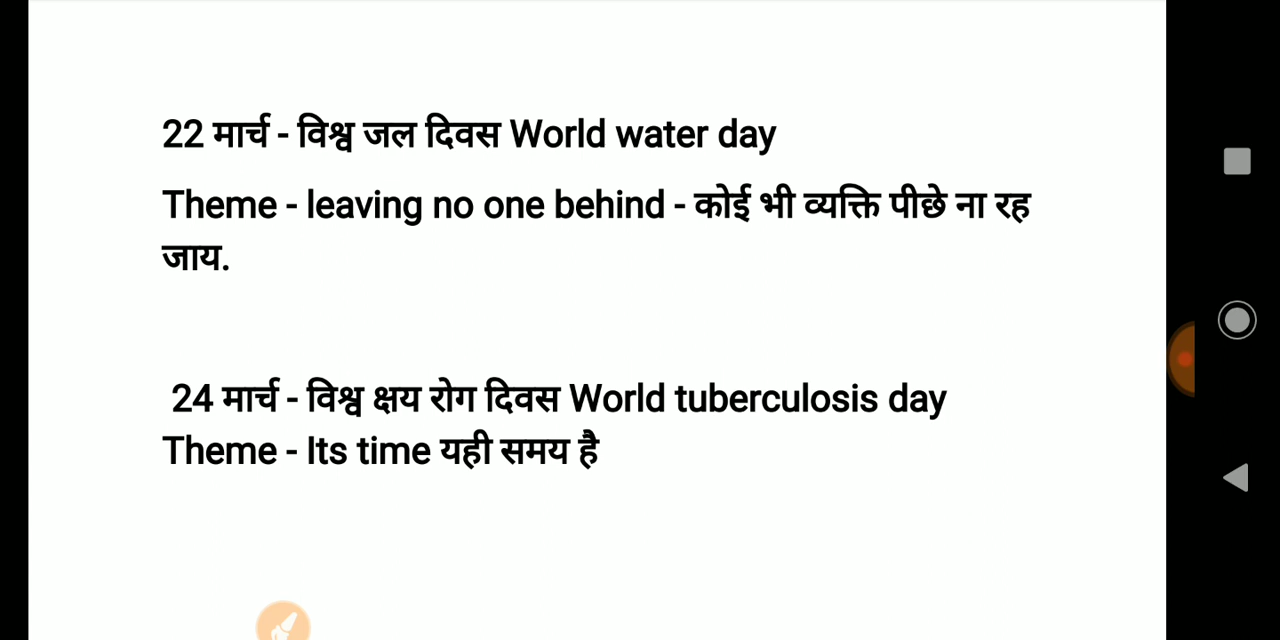 22 मार्च - विश्व जल दिवस World water day
Theme - leaving no one behind - कोई भी व्यक्ति पीछे ना रह
जाय.
24 मार्च - विश्व क्षय रोग दिवस World tuberculosis day
Theme - Its time यही समय है